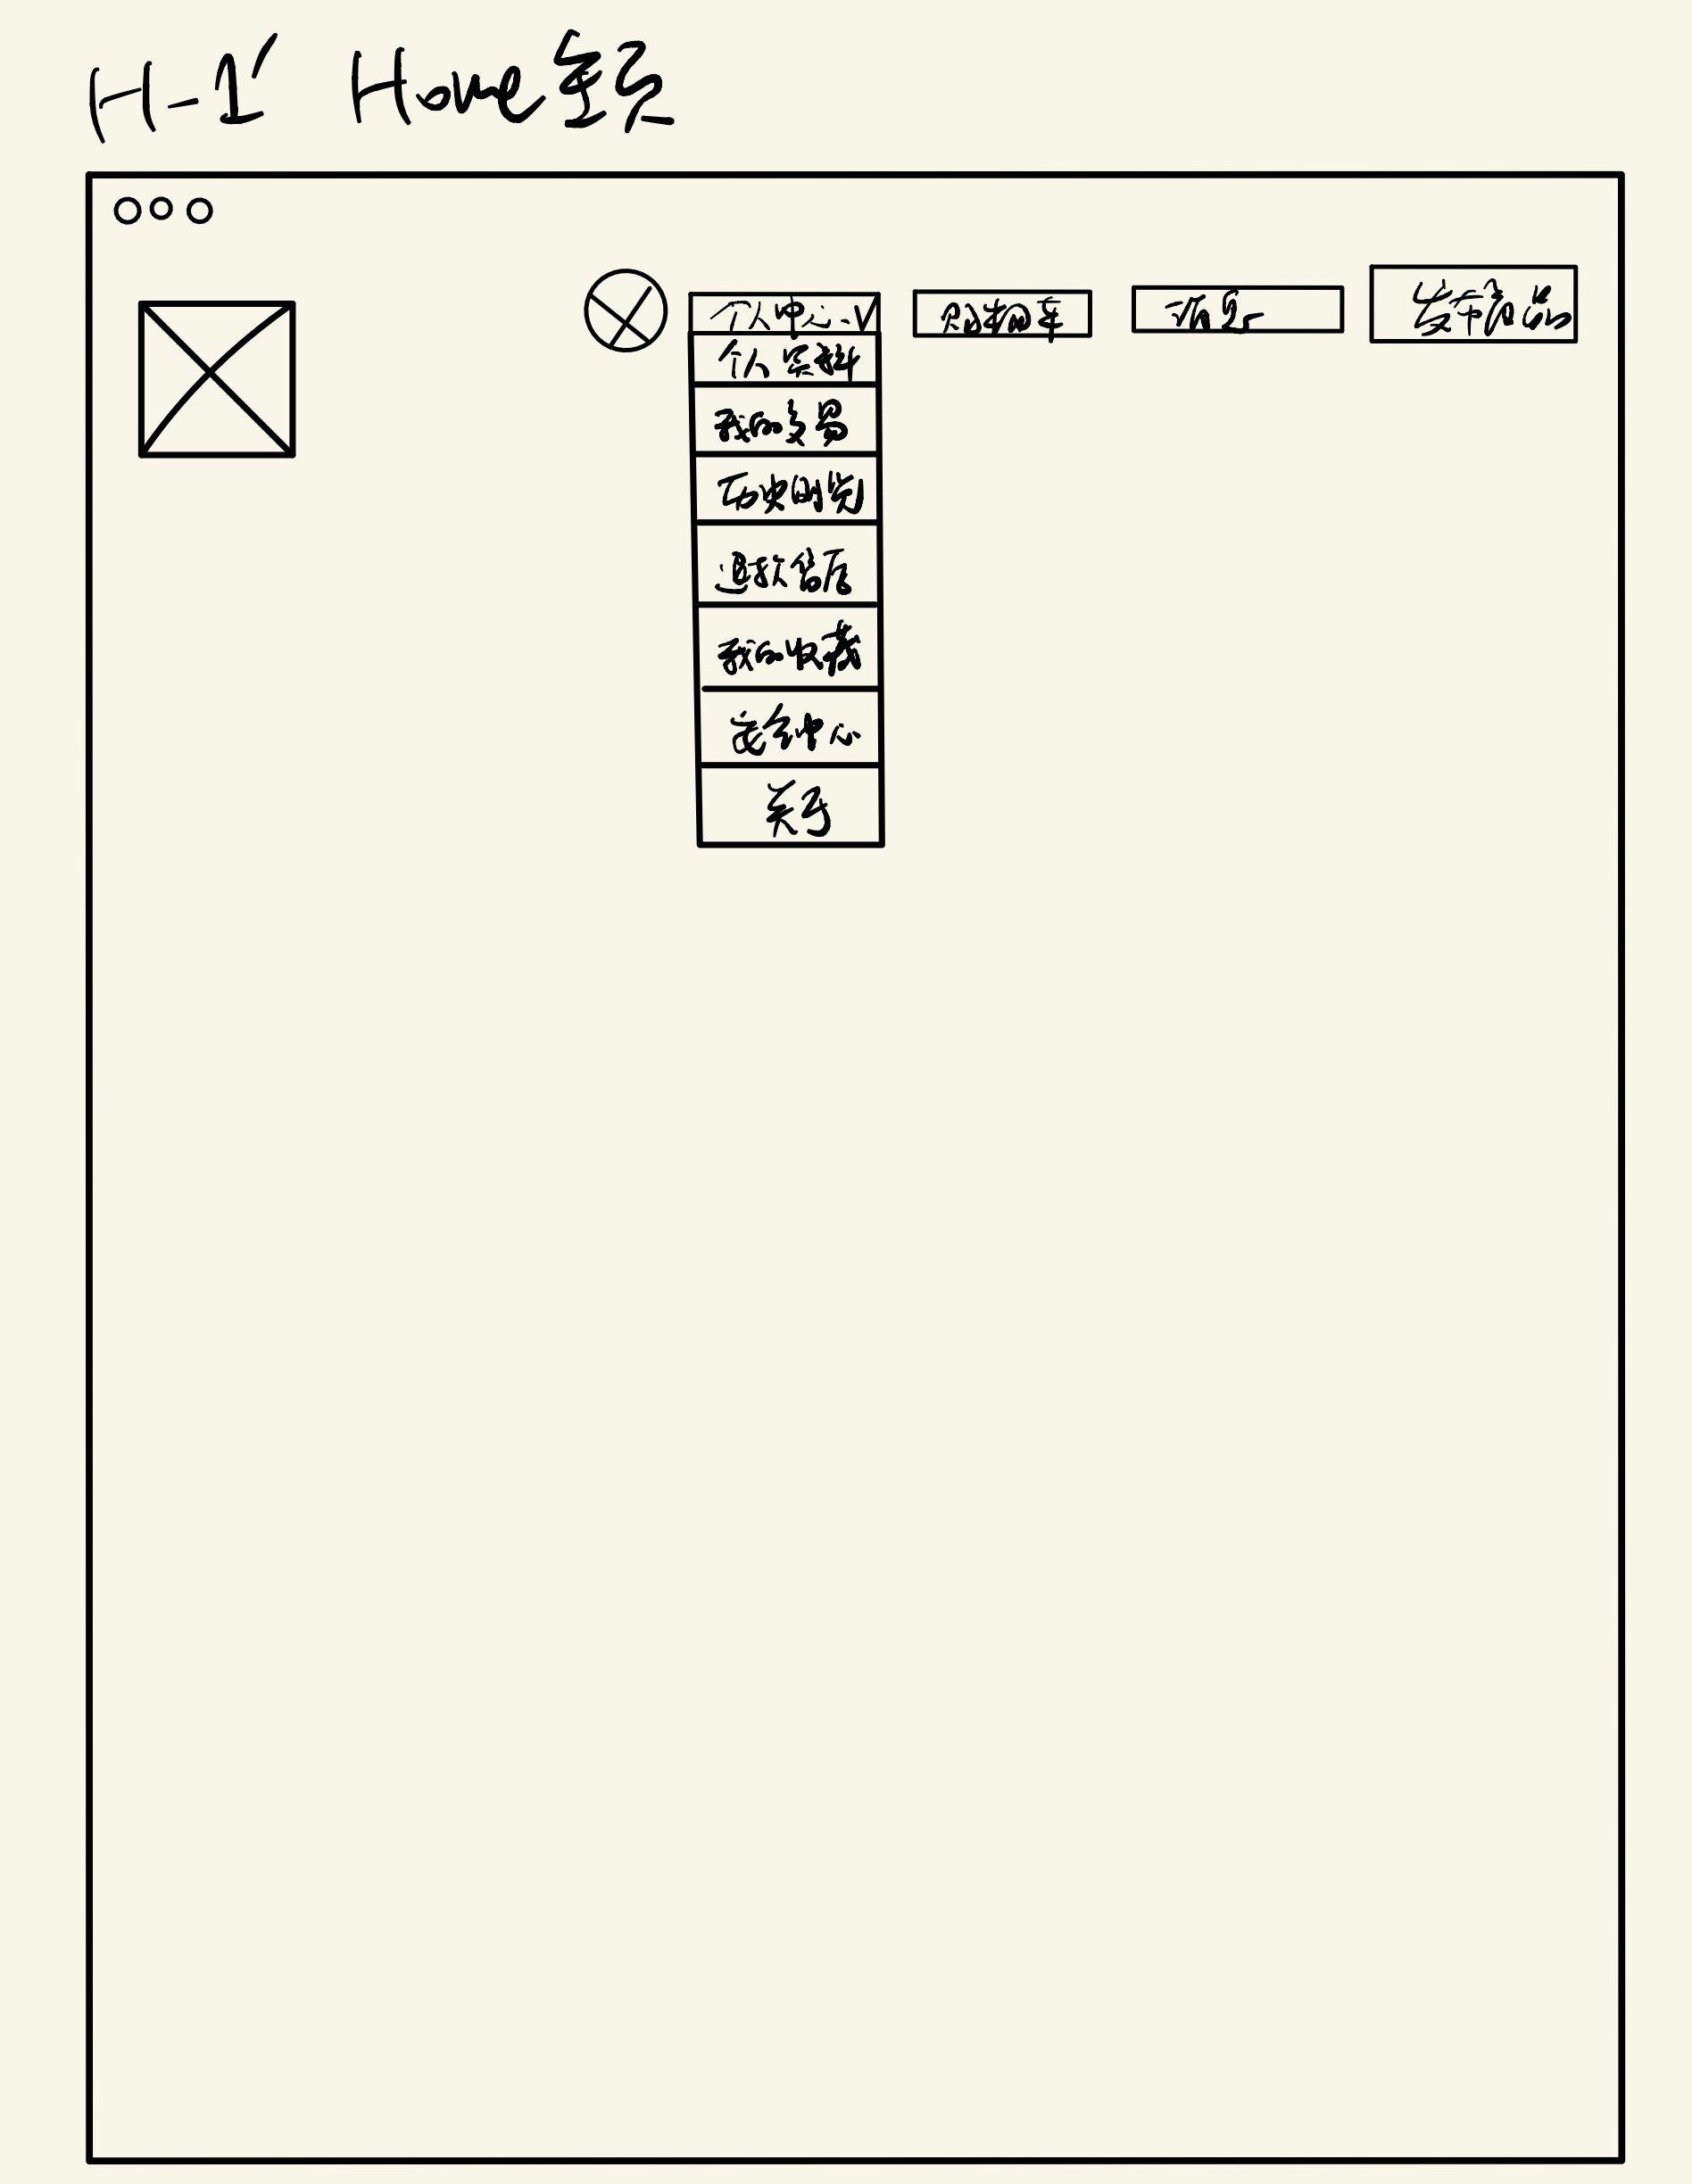 H-1' Home主页
个人中心 V
购物车
消息
发布商品
个人资料
我的交易
历史浏览
退款售后
我的收藏
安全中心
关于